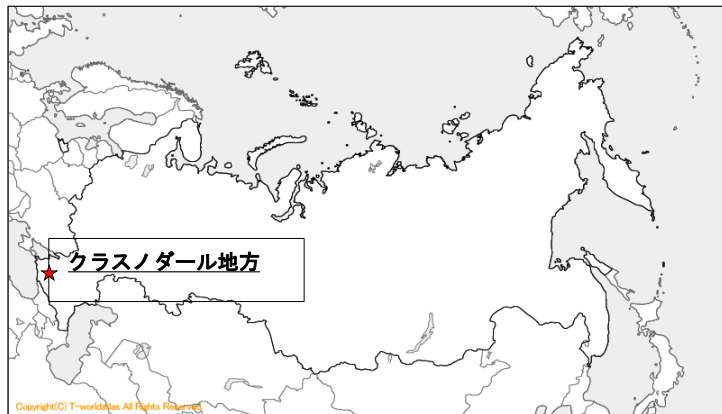 クラスノダール地方
Copyright(C) T-worldatlas All Rights Reserved